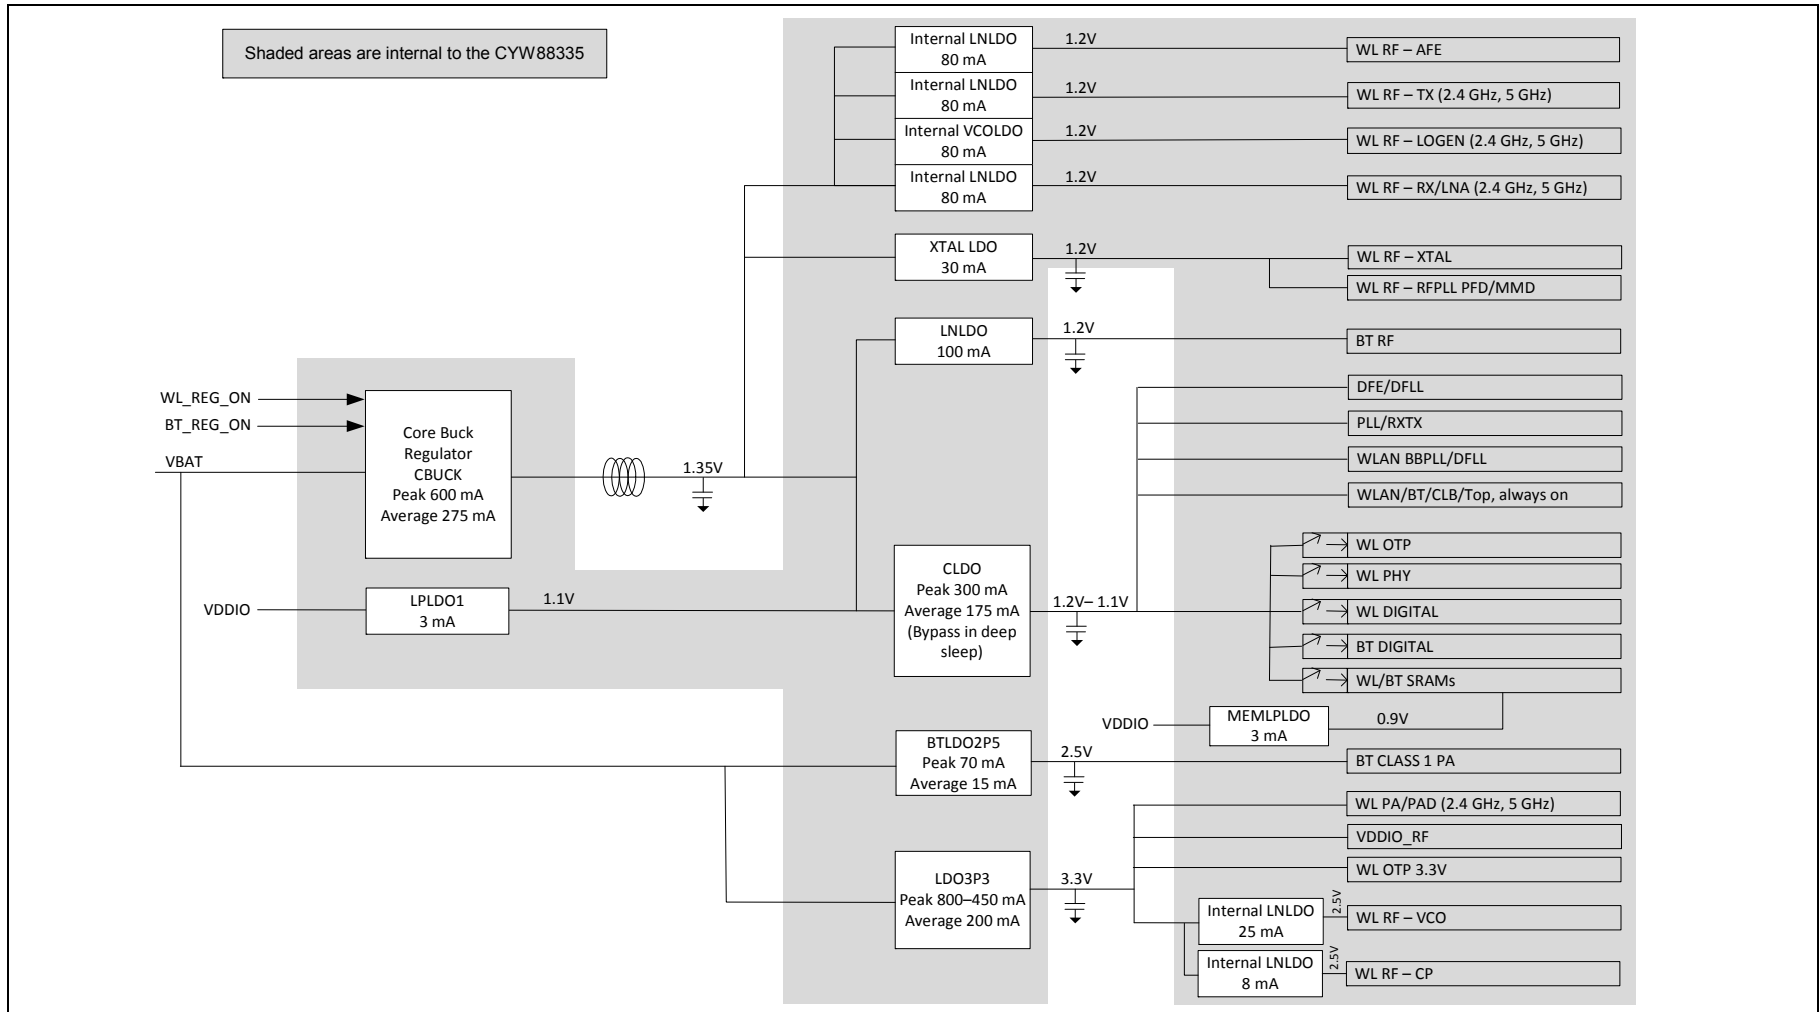 Shaded areas are internal to the CYW88335
Internal LNLDO
80 mA
1.2V
WL RF – AFE
Internal LNLDO
80 mA
1.2V
WL RF – TX (2.4 GHz, 5 GHz)
Internal VCOLDO
80 mA
1.2V
WL RF – LOGEN (2.4 GHz, 5 GHz)
Internal LNLDO
80 mA
1.2V
WL RF – RX/LNA (2.4 GHz, 5 GHz)
XTAL LDO
30 mA
1.2V
WL RF – XTAL
WL RF – RFPLL PFD/MMD
LNLDO
100 mA
1.2V
BT RF
WL_REG_ON
BT_REG_ON
VBAT
Core Buck
Regulator
CBUCK
Peak 600 mA
Average 275 mA
1.35V
DFE/DFLL
PLL/RXTX
WLAN BBPLL/DFLL
WLAN/BT/CLB/Top, always on
VDDIO
LPLDO1
3 mA
1.1V
CLDO
Peak 300 mA
Average 175 mA
(Bypass in deep
sleep)
1.2V– 1.1V
WL OTP
WL PHY
WL DIGITAL
BT DIGITAL
WL/BT SRAMs
VDDIO
MEMLPLDO
3 mA
0.9V
BTLDO2P5
Peak 70 mA
Average 15 mA
2.5V
BT CLASS 1 PA
LDO3P3
Peak 800–450 mA
Average 200 mA
3.3V
WL PA/PAD (2.4 GHz, 5 GHz)
VDDIO_RF
WL OTP 3.3V
Internal LNLDO
25 mA
2.5V
WL RF – VCO
Internal LNLDO
8 mA
2.5V
WL RF – CP